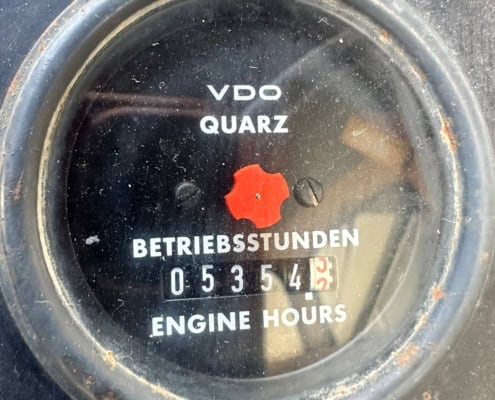 VDO
QUARZ
BETRIEBSSTUNDEN
05354
ENGINE HOURS